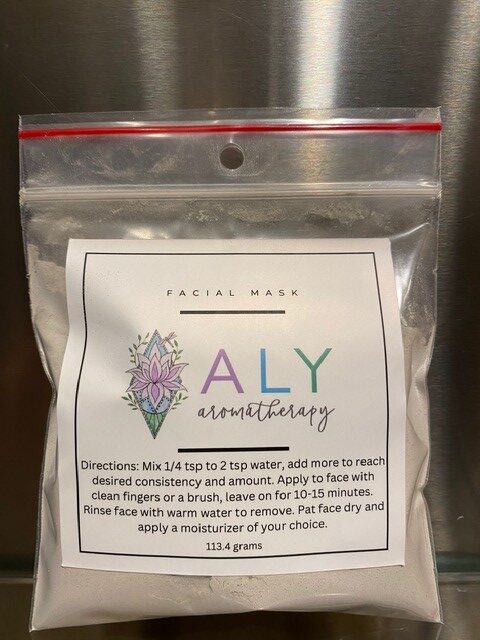 FACIAL MASK
ALY
aromatherapy
Directions: Mix 1/4 tsp to 2 tsp water, add more to reach
desired consistency and amount. Apply to face with
clean fingers or a brush, leave on for 10-15 minutes.
Rinse face with warm water to remove. Pat face dry and
apply a moisturizer of your choice.
113.4 grams